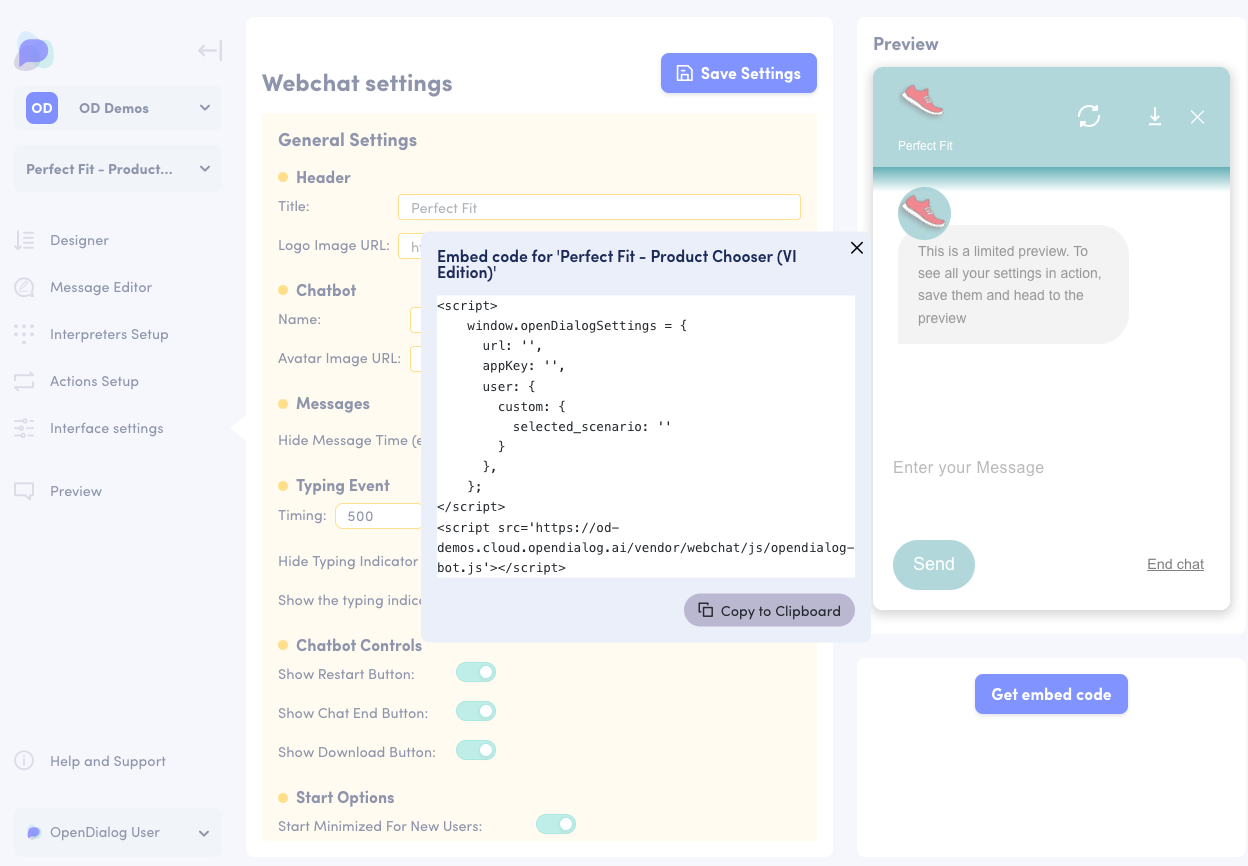 OD
OD Demos
Perfect Fit - Product...
Designer
Message Editor
Interpreters Setup
Actions Setup
Interface settings
Preview
Help and Support
OpenDialog User
Webchat settings
Save Settings
General Settings
Header
Title:
Perfect Fit
Logo Image URL:
Chatbot
Name:
Avatar Image URL:
Messages
Hide Message Time
Typing Event
Timing:
500
Hide Typing Indicator
Show the typing
Chatbot Controls
Show Restart Button:
Show Chat End Button:
Show Download Button:
Start Options
Start Minimized For New Users:
Embed code for 'Perfect Fit - Product Chooser (VI
Edition)'
<script>
    window.openDialogSettings = {
      url: '',
      appKey: '',
      user: {
        custom: {
          selected_scenario: ''
        }
      },
    };
</script>
<script src='https://od-
demos.cloud.opendialog.ai/vendor/webchat/js/opendialog-
bot.js'></script>
Copy to Clipboard
Preview
Perfect Fit
This is a limited preview. To
see all your settings in action,
save them and head to the
preview
Enter your Message
Send
End chat
Get embed code